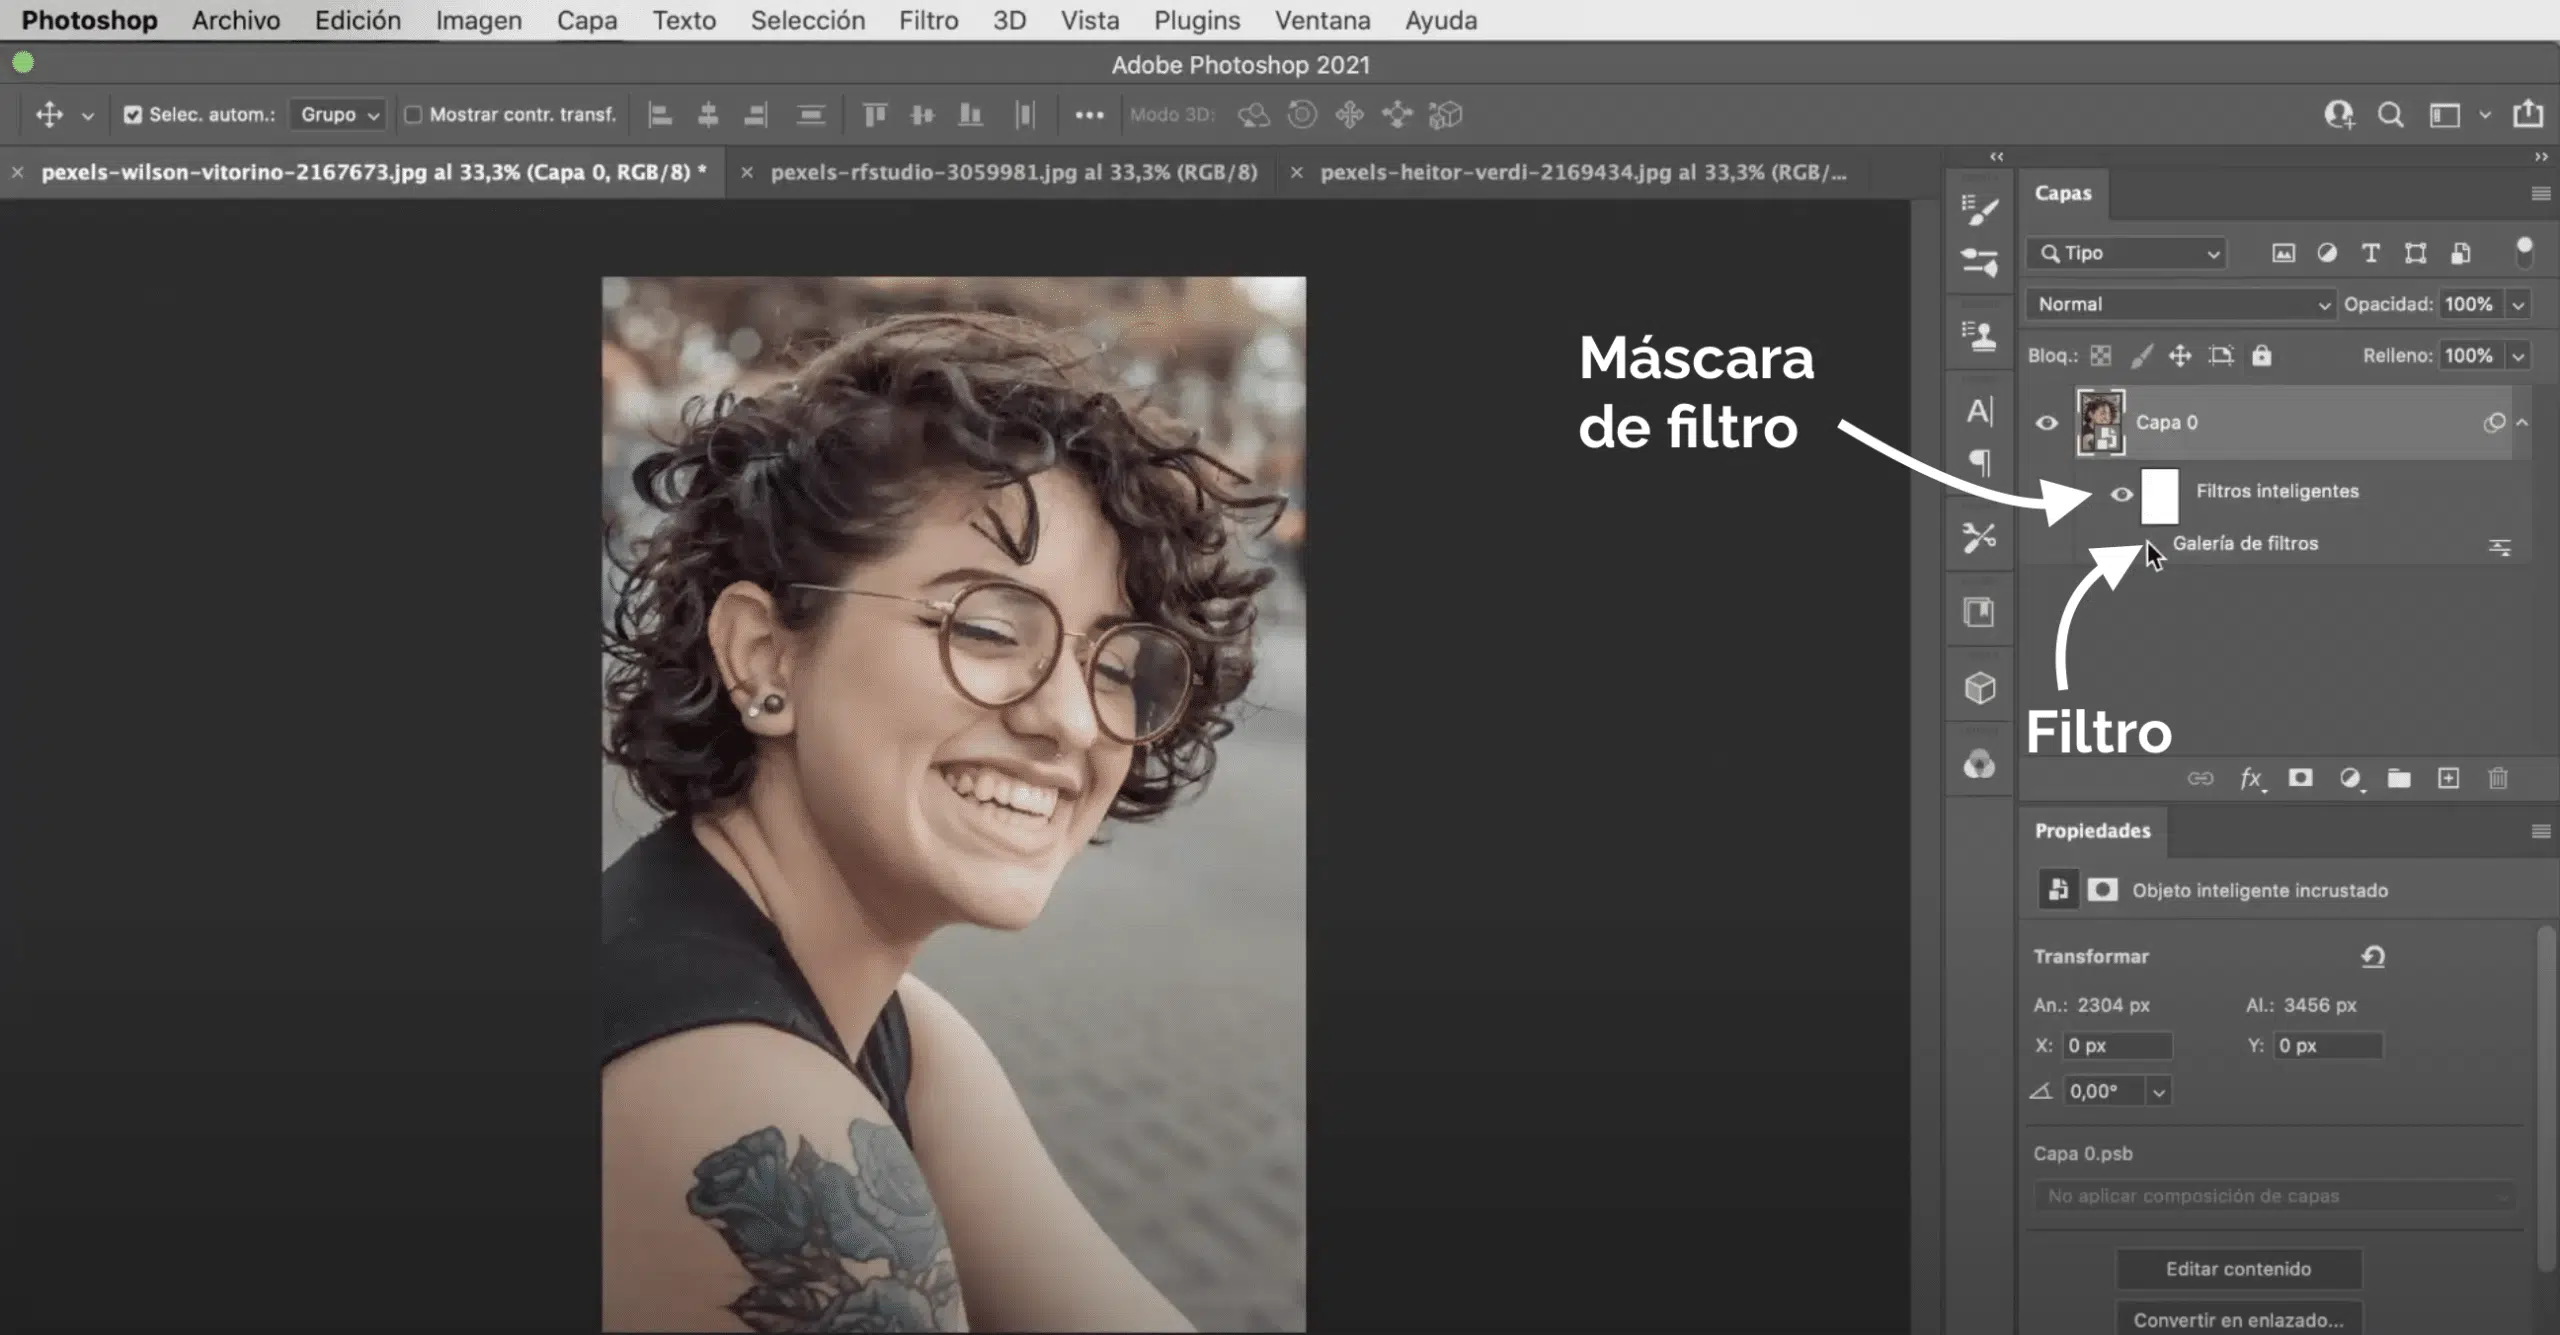 Photoshop Archivo Edición Imagen Capa Texto Selección Filtro 3D Vista Plugins Ventana Ayuda
Adobe Photoshop 2021
Selec. autom.: Grupo Mostrar contr. transf. ••• Modo 3D:
× pexels-wilson-vitorino-2167673.jpg al 33,3% (Capa 0, RGB/8) * × pexels-rfstudio-3059981.jpg al 33,3% (RGB/8) × pexels-heitor-verdi-2169434.jpg al 33,3% (RGB/...
Capas
Tipo
Normal Opacidad: 100%
Bloq.: Relleno: 100%
Máscara
de filtro
Capa 0
Filtros inteligentes
Galería de filtros
Filtro
fx
Propiedades
Objeto inteligente incrustado
Transformar
An.: 2304 px Al.: 3456 px
X: 0 px Y: 0 px
0,00°
Capa 0.psb
No aplicar composición de capas
Editar contenido
Convertir en enlazado...